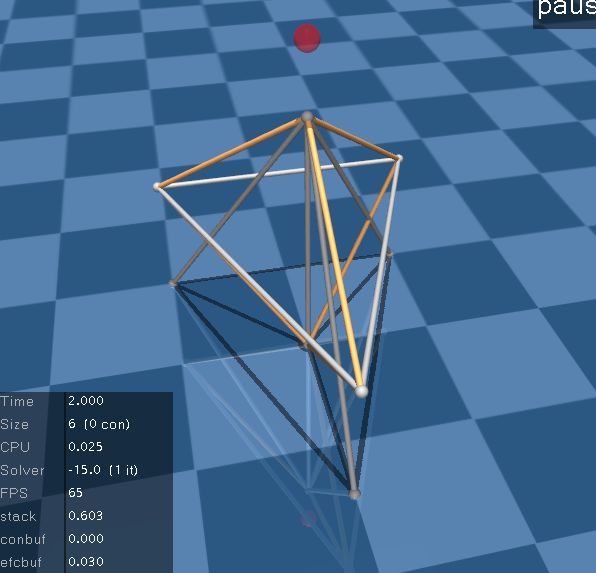 paus
Time 2.000
Size 6 (0 con)
CPU 0.025
Solver -15.0 (1 it)
FPS 65
stack 0.603
conbuf 0.000
efcbuf 0.030